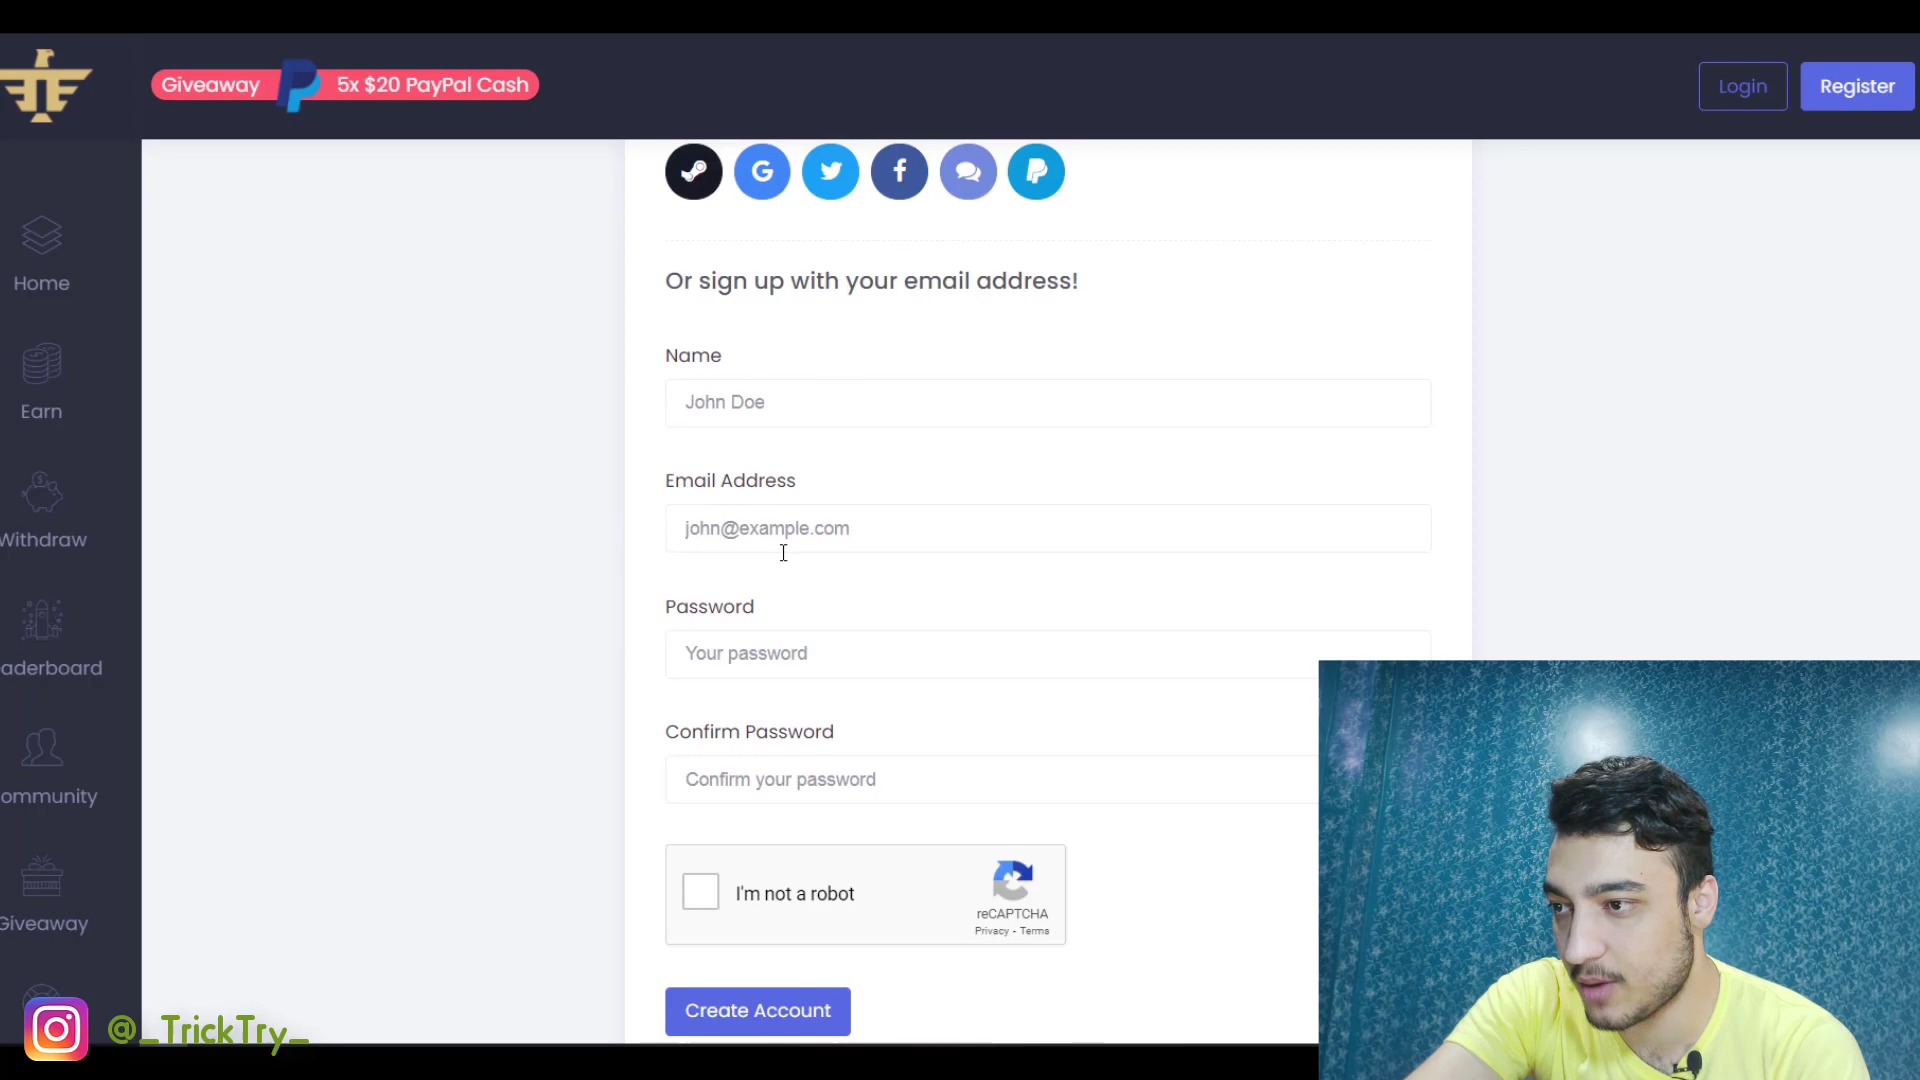 Giveaway 5x $20 PayPal Cash
Login
Register
Home
Earn
Withdraw
aderboard
ommunity
Giveaway
Or sign up with your email address!
Name
John Doe
Email Address
john@example.com
Password
Your password
Confirm Password
Confirm your password
I'm not a robot
reCAPTCHA
Privacy - Terms
Create Account
@_TrickTry_